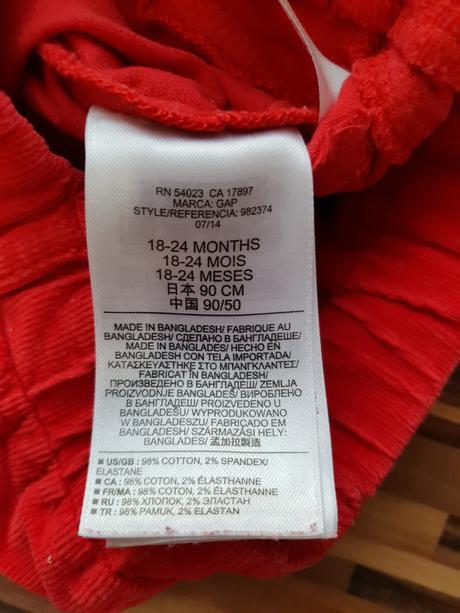 RN 54023 CA 17897
MARCA: GAP
STYLE/REFERENCIA: 982374
07/14
18-24 MONTHS
18-24 MOIS
18-24 MESES
日本 90 CM
中国 90/50
MADE IN BANGLADESH/ FABRIQUE AU
BANGLADESH/ СДЕЛАНО В БАНГЛАДЕШЕ/
MADE IN BANGLADES/ HECHO EN
BANGLADESH CON TELA IMPORTADA/
ΚΑΤΑΣΚΕΥΑΣΤΗΚΕ ΣΤΟ ΜΠΑΝΓΚΛΑΝΤΕΣ/
FABRICAT ÎN BANGLADESH/
ПРОИЗВЕДЕНО В БАНГЛАДЕШ/ ZEMLJA
PROIZVODNJE BANGLADEŠ/ ВИРОБЛЕНО
В БАНГЛАДЕШ/ PROIZVEDENO U
BANGLADEŠU/ WYPRODUKOWANO
W BANGLADESZU/ FABRICADO EM
BANGLADESH/ SZÁRMAZÁSI HELY:
BANGLADES/ 孟加拉製造
■ US/GB : 98% COTTON, 2% SPANDEX/
ELASTANE
■ CA : 98% COTON, 2% ÉLASTHANNE
■ FR/MA : 98% COTON, 2% ÉLASTHANNE
■ RU : 98% ХЛОПОК, 2% ЭЛАСТАН
■ TR : 98% PAMUK, 2% ELASTAN